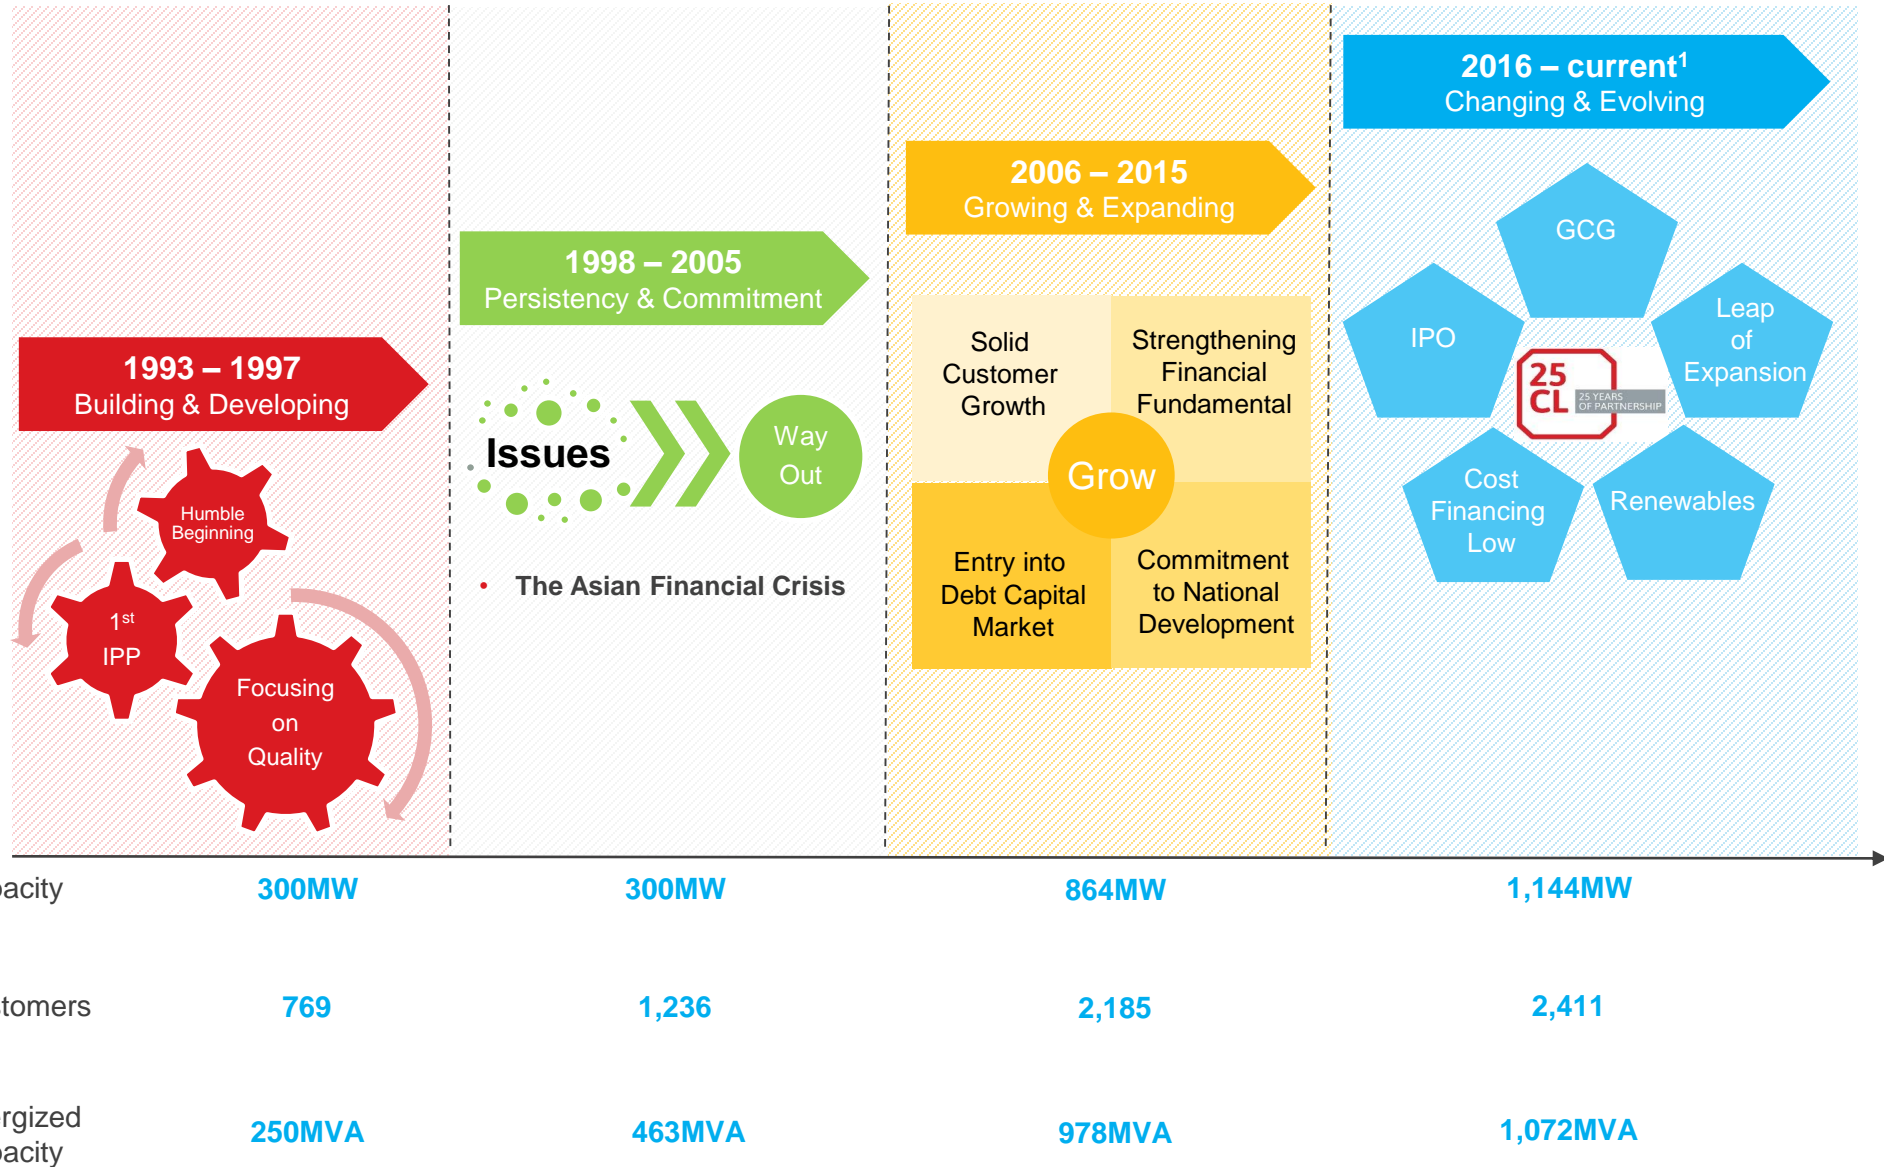 2016 – current1
Changing & Evolving
2006 – 2015
Growing & Expanding
1998 – 2005
Persistency & Commitment
1993 – 1997
Building & Developing
Humble
Beginning
1st
IPP
Focusing
on
Quality
Issues
Way
Out
• The Asian Financial Crisis
Solid
Customer
Growth
Strengthening
Financial
Fundamental
Grow
Entry into
Debt Capital
Market
Commitment
to National
Development
GCG
IPO
Leap
of
Expansion
25
CL
25 YEARS
OF PARTNERSHIP
Cost
Financing
Low
Renewables
pacity 300MW 300MW 864MW 1,144MW
stomers 769 1,236 2,185 2,411
ergized
pacity
250MVA 463MVA 978MVA 1,072MVA